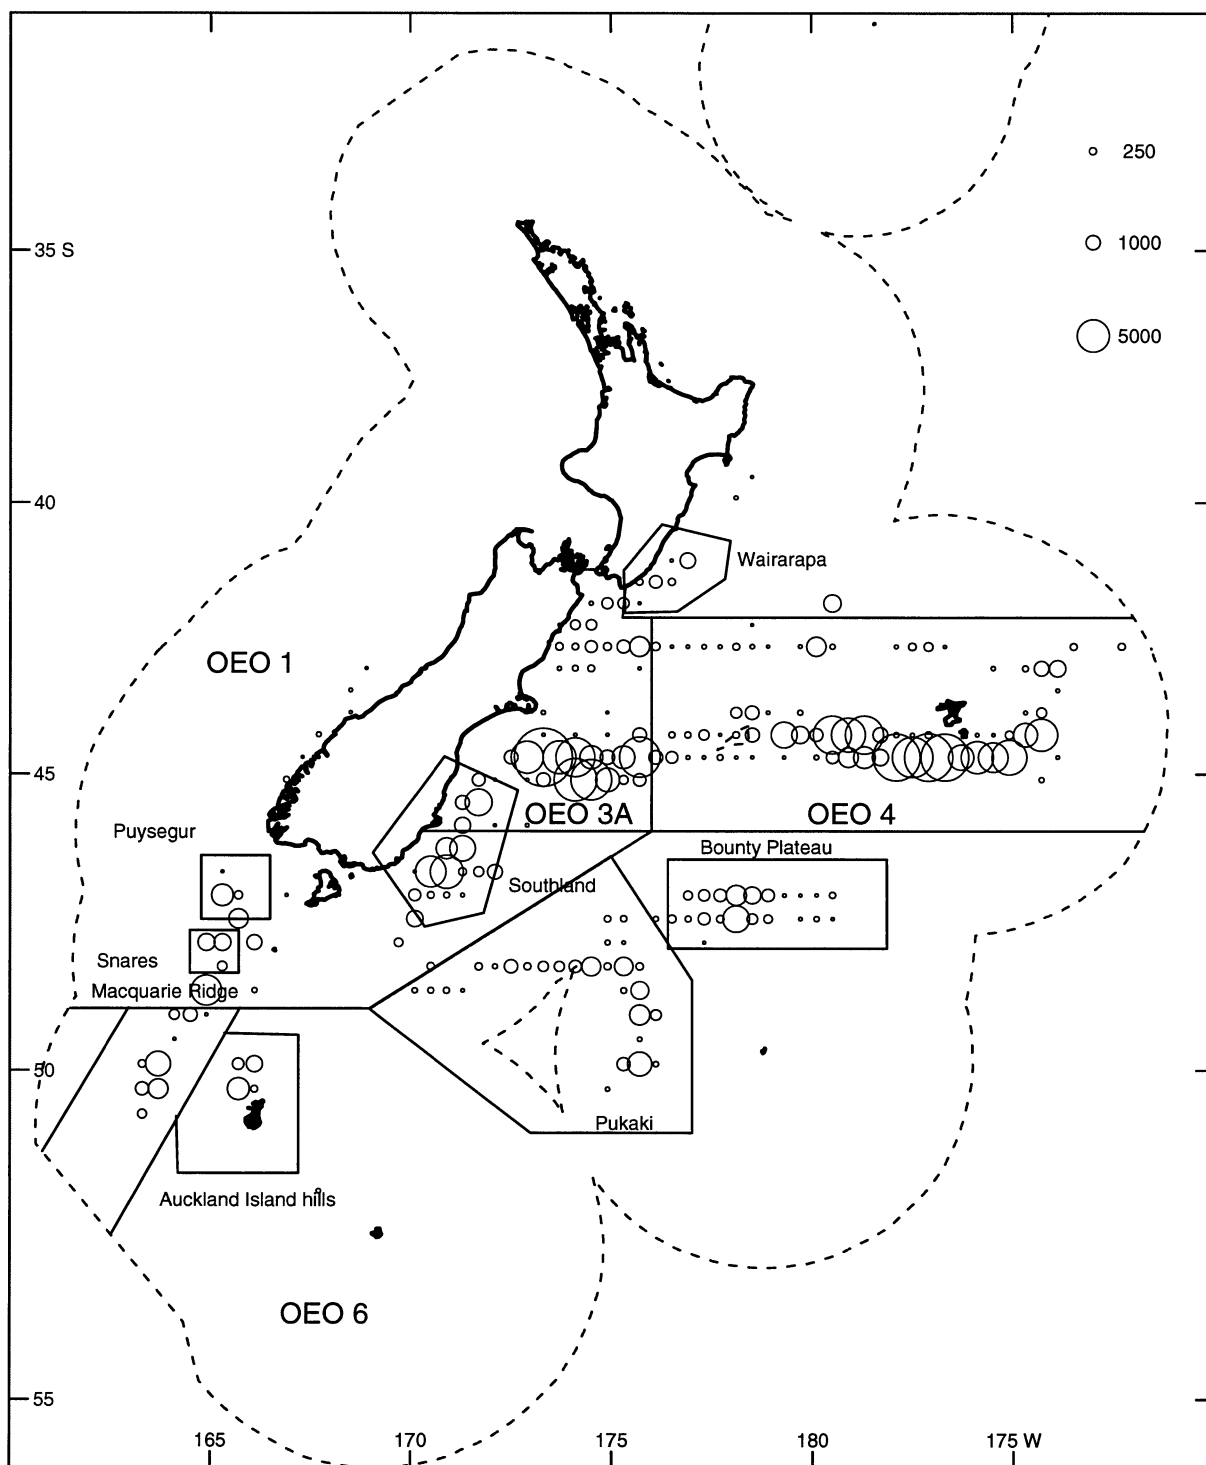 250
1000
5000
35 S
40
Wairarapa
OEO 1
45
OEO 3A
OEO 4
Puysegur
Bounty Plateau
Southland
Snares
Macquarie Ridge
50
Pukaki
Auckland Island hills
OEO 6
55
165
170
175
180
175 W